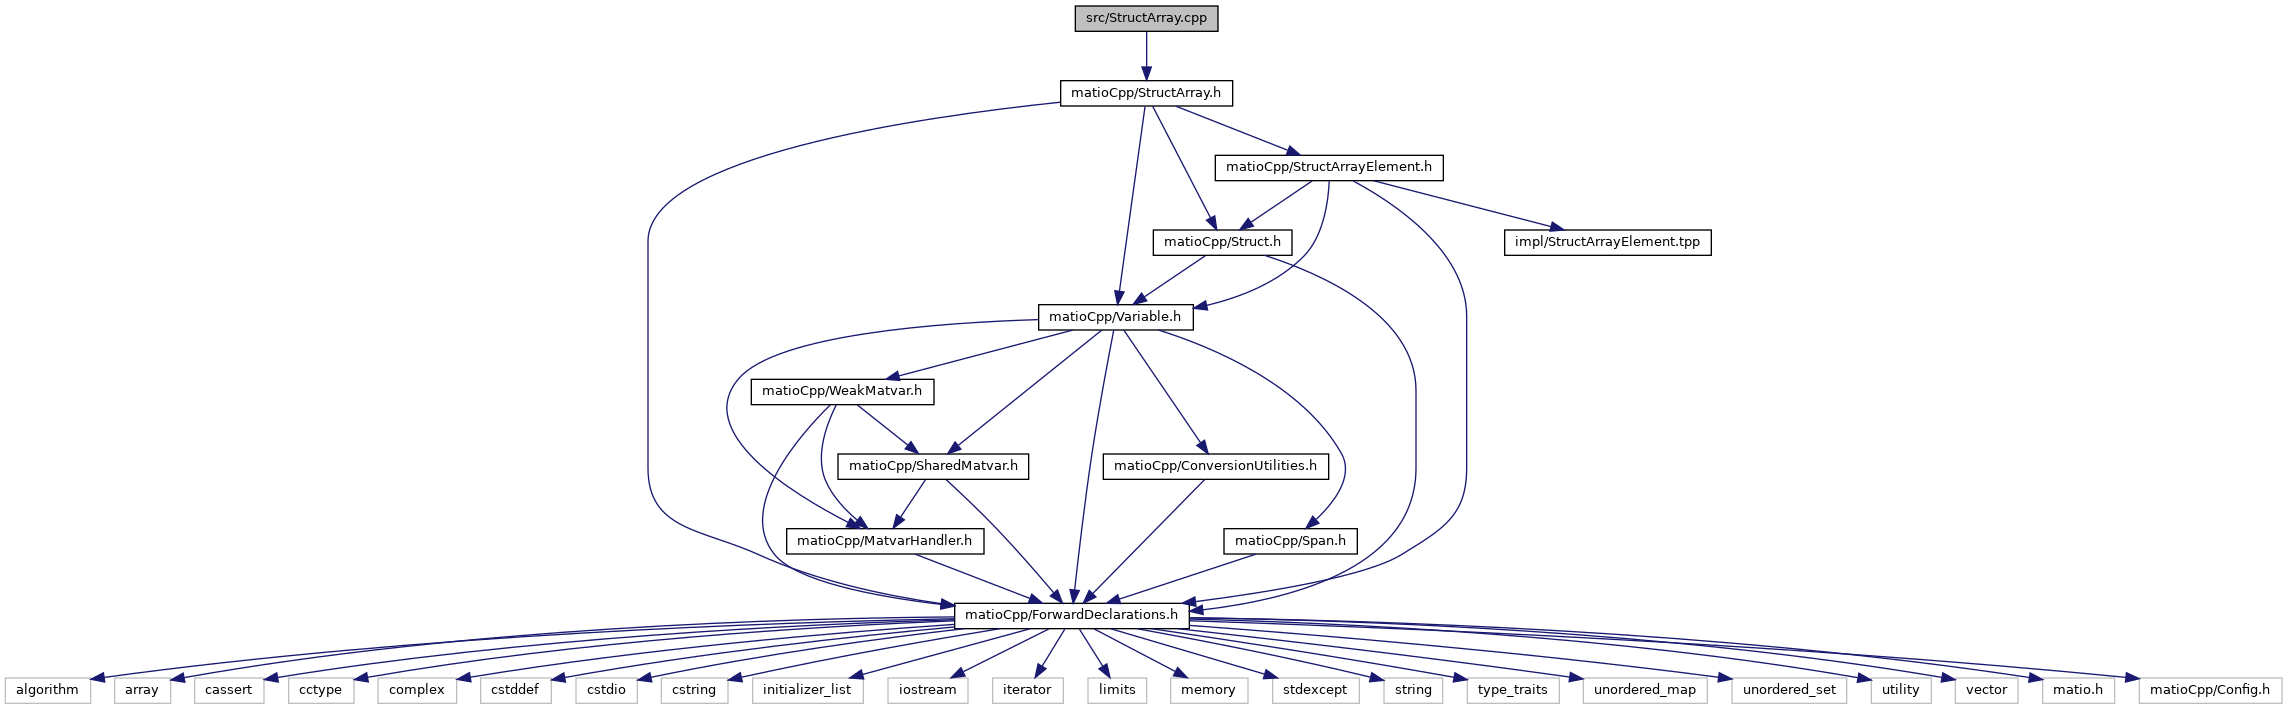 src/StructArray.cpp
matioCpp/StructArray.h
matioCpp/StructArrayElement.h
matioCpp/Struct.h
impl/StructArrayElement.tpp
matioCpp/Variable.h
matioCpp/WeakMatvar.h
matioCpp/SharedMatvar.h
matioCpp/ConversionUtilities.h
matioCpp/MatvarHandler.h
matioCpp/Span.h
matioCpp/ForwardDeclarations.h
algorithm
array
cassert
cctype
complex
cstddef
cstdio
cstring
initializer_list
iostream
iterator
limits
memory
stdexcept
string
type_traits
unordered_map
unordered_set
utility
vector
matio.h
matioCpp/Config.h